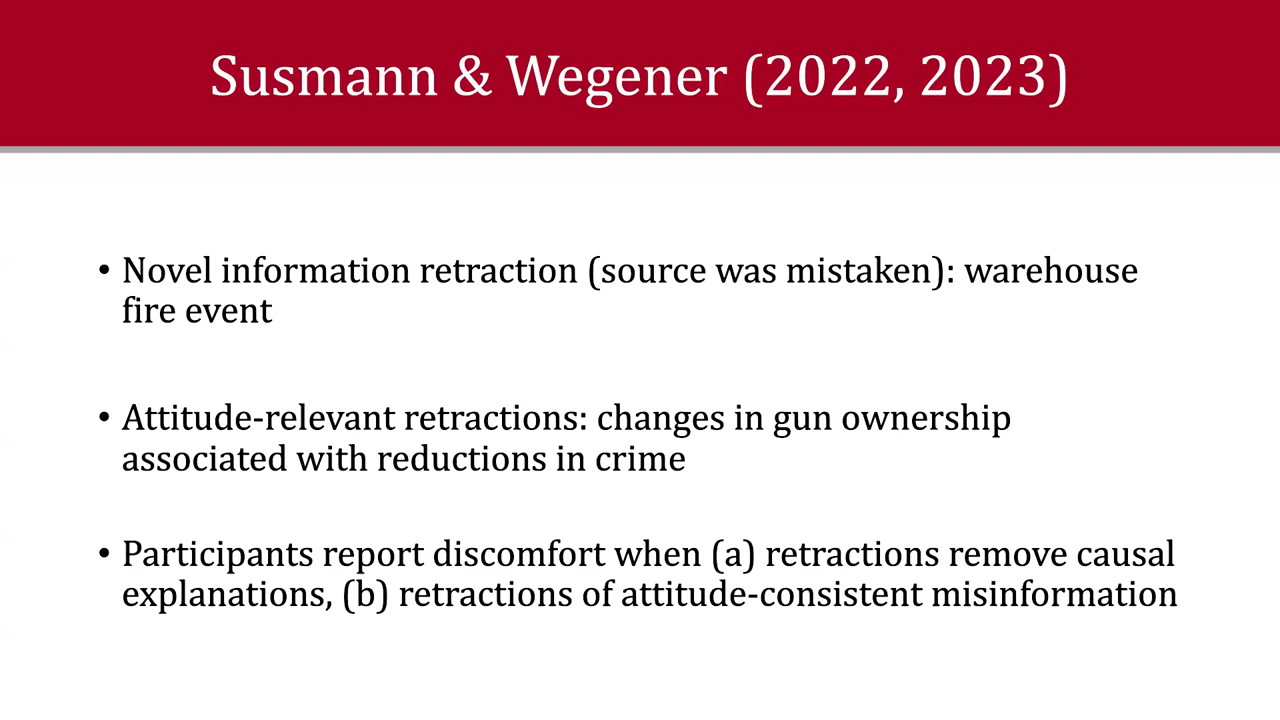 Susmann & Wegener (2022, 2023)
• Novel information retraction (source was mistaken): warehouse
fire event
• Attitude-relevant retractions: changes in gun ownership
associated with reductions in crime
• Participants report discomfort when (a) retractions remove causal
explanations, (b) retractions of attitude-consistent misinformation